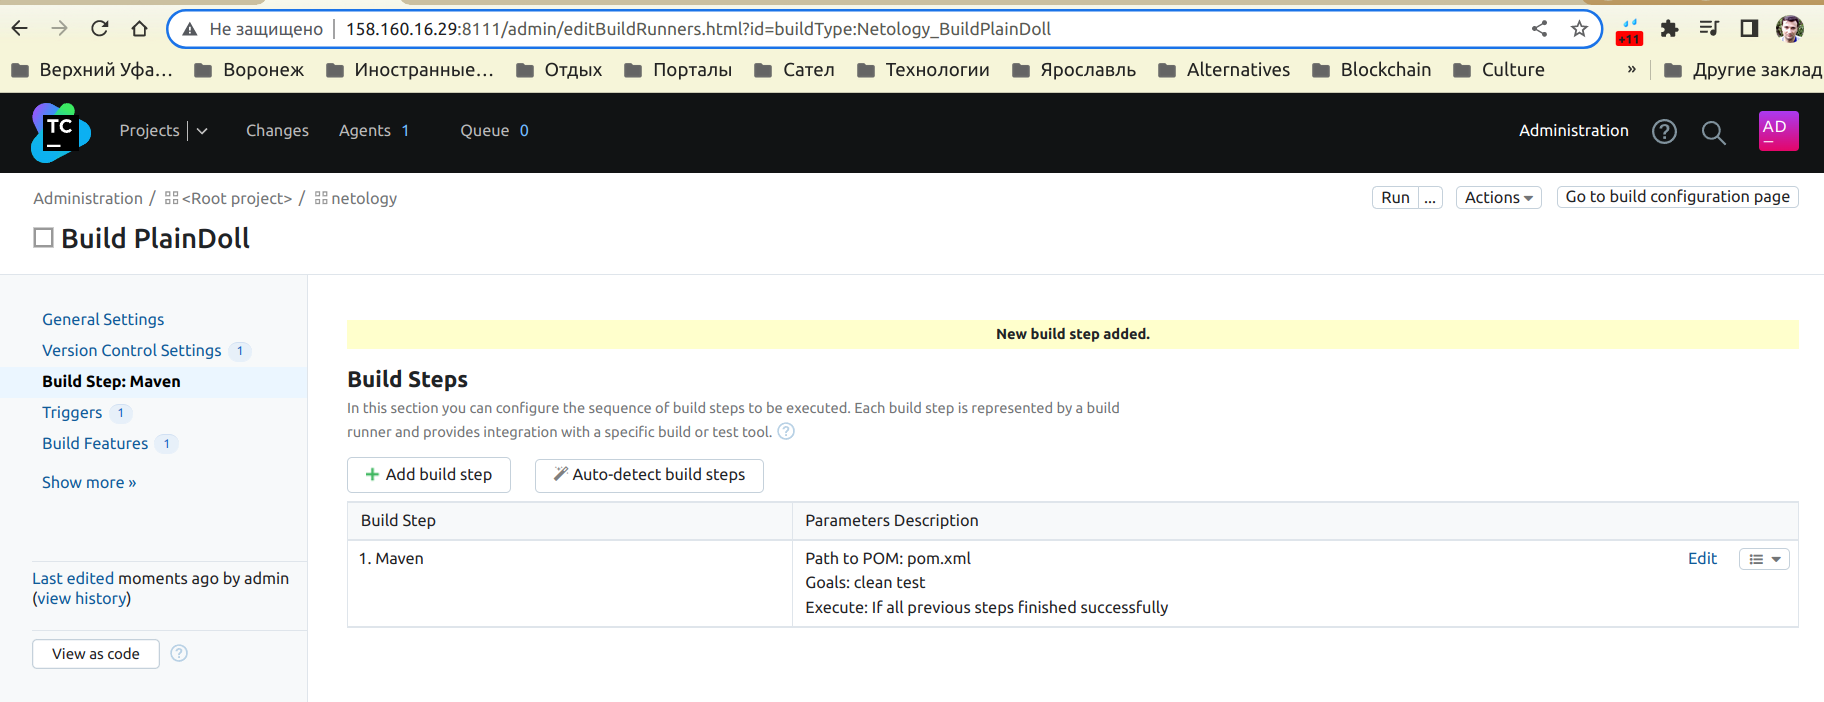 Не защищено | 158.160.16.29:8111/admin/editBuildRunners.html?id=buildType:Netology_BuildPlainDoll
+11
Верхний Уфа… Воронеж Иностранные… Отдых Порталы Сател Технологии Ярославль Alternatives Blockchain Culture » Другие заклад
TC Projects Changes Agents 1 Queue 0 Administration ? AD
Administration / <Root project> / netology Run ... Actions Go to build configuration page
Build PlainDoll
General Settings
Version Control Settings 1
Build Step: Maven
Triggers 1
Build Features 1
Show more »
Last edited moments ago by admin
(view history)
View as code ?
New build step added.
Build Steps
In this section you can configure the sequence of build steps to be executed. Each build step is represented by a build
runner and provides integration with a specific build or test tool. ?
+ Add build step Auto-detect build steps
Build Step Parameters Description
1. Maven Path to POM: pom.xml Edit
Goals: clean test
Execute: If all previous steps finished successfully